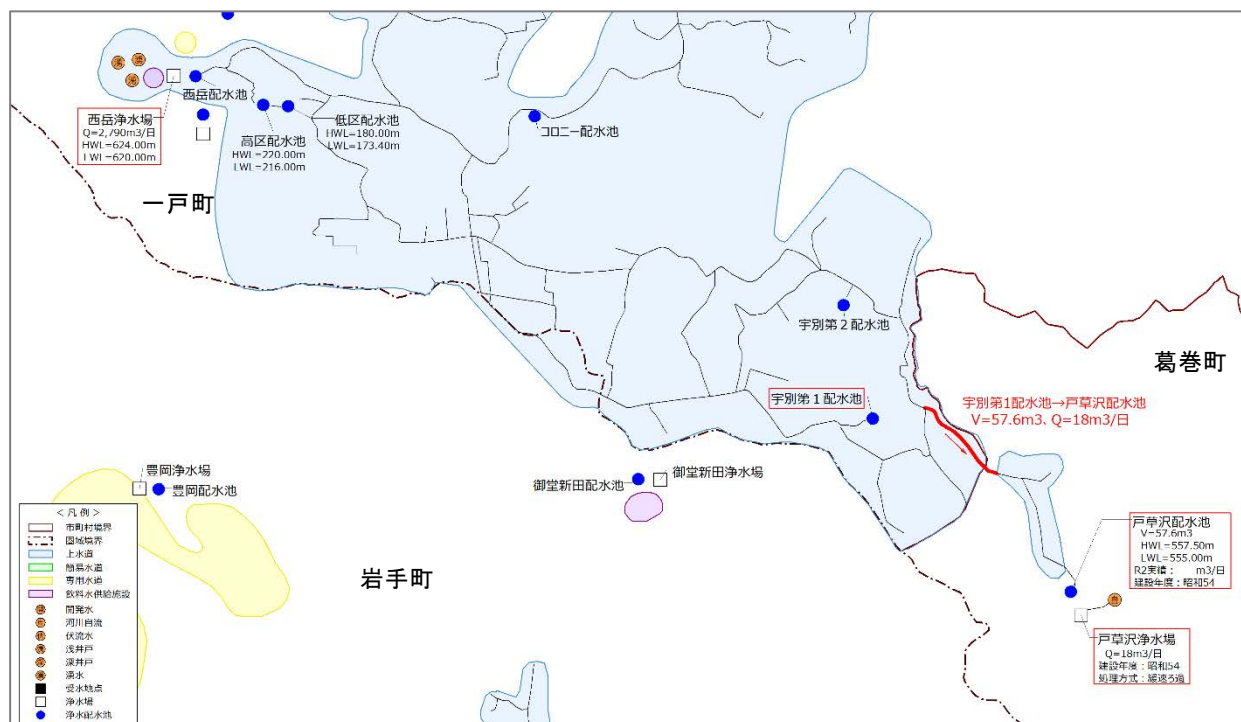 西岳配水池
西岳浄水場
Q=2,790m3/日
HWL=624.00m
LWL=620.00m
高区配水池
HWL=220.00m
LWL=216.00m
低区配水池
HWL=180.00m
LWL=173.40m
コロニー配水池
一戸町
宇別第2配水池
葛巻町
宇別第1配水池
宇別第1配水池→戸草沢配水池
V=57.6m3、Q=18m3/日
豊岡浄水場
豊岡配水池
御堂新田配水池
御堂新田浄水場
岩手町
戸草沢配水池
V=57.6m3
HWL=557.50m
LWL=555.00m
R2実績： m3/日
建設年度：昭和54
戸草沢浄水場
Q=18m3/日
建設年度：昭和54
処理方式：緩速ろ過
＜凡例＞
市町村境界
圏域境界
上水道
簡易水道
専用水道
飲料水供給施設
開発水
河川自流
伏流水
浅井戸
深井戸
湧水
受水地点
浄水場
浄水配水池